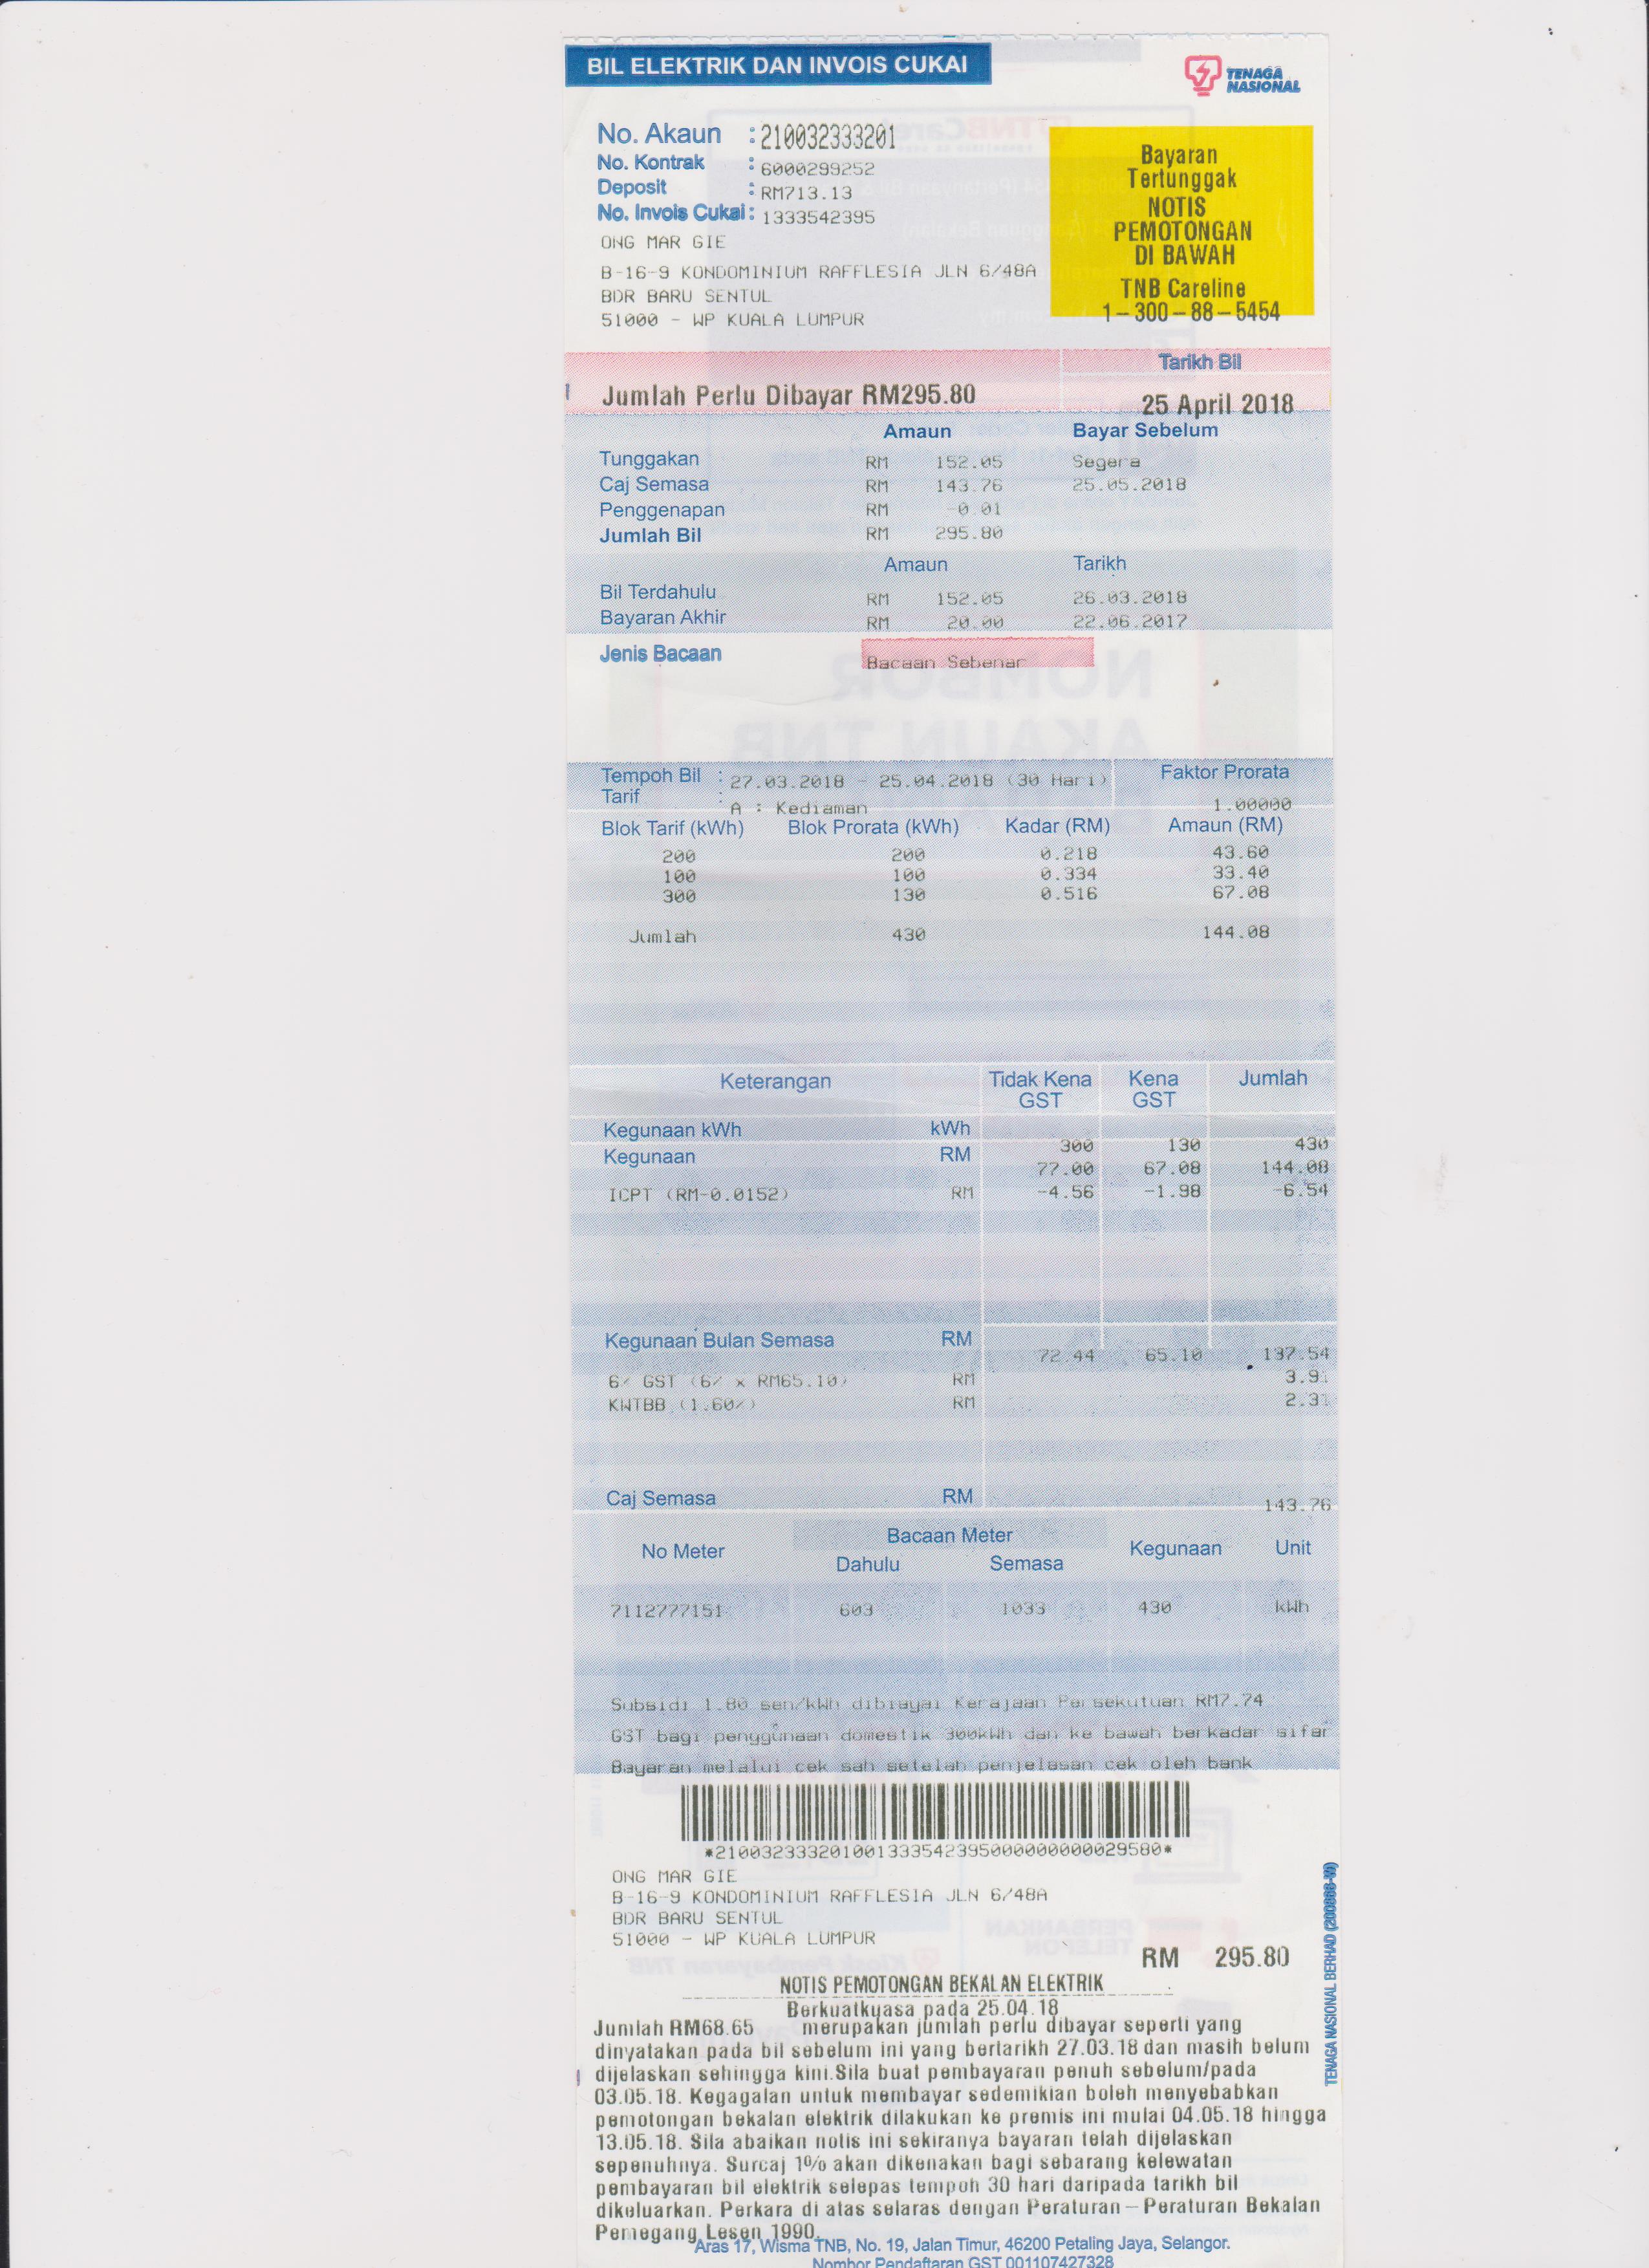 BIL ELEKTRIK DAN INVOIS CUKAI
TENAGA NASIONAL
No. Akaun : 210032333201
No. Kontrak : 6000299252
Deposit : RM713.13
No. Invois Cukai : 1333542395
ONG MAR GIE
B-16-9 KONDOMINIUM RAFFLESIA JLN 6/48A
BDR BARU SENTUL
51000 - WP KUALA LUMPUR
Bayaran
Tertunggak
NOTIS
PEMOTONGAN
DI BAWAH
TNB Careline
1-300-88-5454
Tarikh Bil
Jumlah Perlu Dibayar RM295.80
25 April 2018
Amaun Bayar Sebelum
Tunggakan RM 152.05 Segera
Caj Semasa RM 143.76 25.05.2018
Penggenapan RM -0.01
Jumlah Bil RM 295.80
Amaun Tarikh
Bil Terdahulu RM 152.05 26.03.2018
Bayaran Akhir RM 20.00 22.06.2017
Jenis Bacaan Bacaan Sebenar
Tempoh Bil : 27.03.2018 - 25.04.2018 (30 Hari) Faktor Prorata
Tarif : A : Kediaman 1.00000
Blok Tarif (kWh) Blok Prorata (kWh) Kadar (RM) Amaun (RM)
200 200 0.218 43.60
100 100 0.334 33.40
300 130 0.516 67.08
Jumlah 430 144.08
Keterangan Tidak Kena GST Kena GST Jumlah
Kegunaan kWh kWh 300 130 430
Kegunaan RM 77.00 67.08 144.08
ICPT (RM-0.0152) RM -4.56 -1.98 -6.54
Kegunaan Bulan Semasa RM 72.44 65.10 137.54
6% GST (6% x RM65.10) RM 3.91
KWTBB (1.60%) RM 2.31
Caj Semasa RM 143.76
No Meter Bacaan Meter Kegunaan Unit
Dahulu Semasa
7112777151 603 1033 430 kWh
Subsidi 1.80 sen/kWh dibiayai Kerajaan Persekutuan RM7.74
GST bagi penggunaan domestik 300kWh dan ke bawah berkadar sifar
Bayaran melalui cek sah setelah penjelasan cek oleh bank
*210032333201001333542395000000000029580*
ONG MAR GIE
B-16-9 KONDOMINIUM RAFFLESIA JLN 6/48A
BDR BARU SENTUL
51000 - WP KUALA LUMPUR
RM 295.80
TENAGA NASIONAL BERHAD (200866-W)
NOTIS PEMOTONGAN BEKALAN ELEKTRIK
Berkuatkuasa pada 25.04.18
Jumlah RM68.65 merupakan jumlah perlu dibayar seperti yang
dinyatakan pada bil sebelum ini yang bertarikh 27.03.18 dan masih belum
dijelaskan sehingga kini.Sila buat pembayaran penuh sebelum/pada
03.05.18. Kegagalan untuk membayar sedemikian boleh menyebabkan
pemotongan bekalan elektrik dilakukan ke premis ini mulai 04.05.18 hingga
13.05.18. Sila abaikan notis ini sekiranya bayaran telah dijelaskan
sepenuhnya. Surcaj 1% akan dikenakan bagi sebarang kelewatan
pembayaran bil elektrik selepas tempoh 30 hari daripada tarikh bil
dikeluarkan. Perkara di atas selaras dengan Peraturan-Peraturan Bekalan
Pemegang Lesen 1990.
Aras 17, Wisma TNB, No. 19, Jalan Timur, 46200 Petaling Jaya, Selangor.
Nombor Pendaftaran GST 001107427328